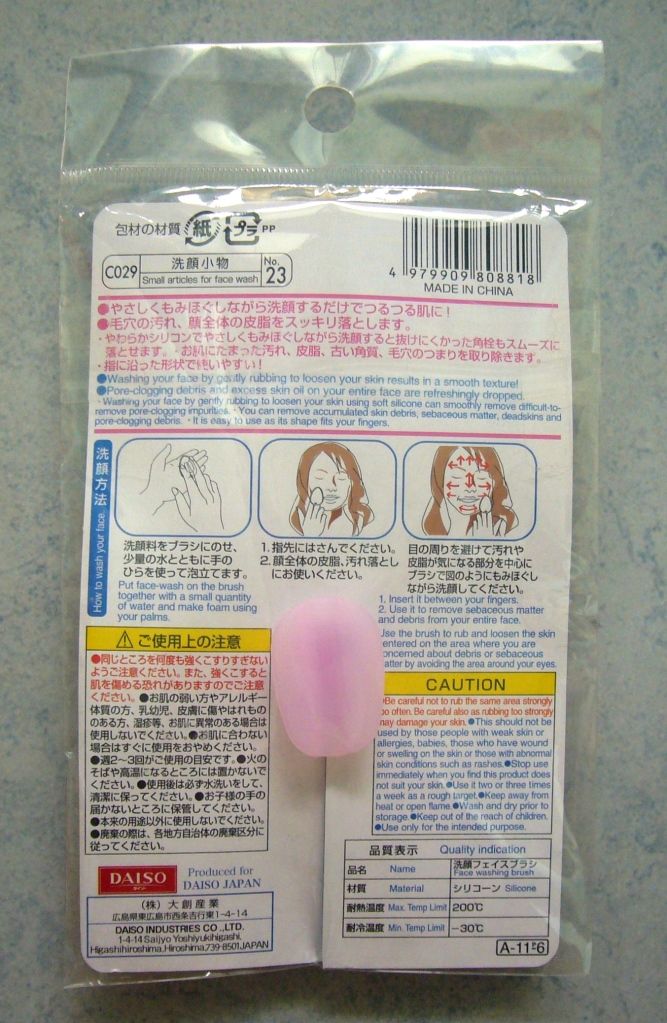 包材の材質 紙 プラ PP
C029 洗顔小物 Small articles for face wash No. 23
4 979909 808818
MADE IN CHINA
●やさしくもみほぐしながら洗顔するだけでつるつる肌に！
●毛穴の汚れ、顔全体の皮脂をスッキリ落とします。
・やわらかシリコンでやさしくもみほぐしながら洗顔すると抜けにくかった角栓もスムーズに
落とせます。・お肌にたまった汚れ、皮脂、古い角質、毛穴のつまりを取り除きます。
・指に沿った形状で使いやすい！
●Washing your face by gently rubbing to loosen your skin results in a smooth texture!
●Pore-clogging debris and excess skin oil on your entire face are refreshingly dropped.
・Washing your face by gently rubbing to loosen your skin using soft silicone can smoothly remove difficult-to-
remove pore-clogging impurities.・You can remove accumulated skin debris, sebaceous matter, deadskins and
pore-clogging debris.・It is easy to use as its shape fits your fingers.
洗顔方法
How to wash your face.
洗顔料をブラシにのせ、
少量の水とともに手の
ひらを使って泡立てます。
Put face-wash on the brush
together with a small quantity
of water and make foam using
your palms.
1. 指先にはさんでください。
2. 顔全体の皮脂、汚れ落とし
にお使いください。
目の周りを避けて汚れや
皮脂が気になる部分を中心に
ブラシで図のようにもみほぐし
ながら洗顔してください。
1. Insert it between your fingers.
2. Use it to remove sebaceous matter
and debris from your entire face.
Use the brush to rub and loosen the skin
entered on the area where you are
oncerned about debris or sebaceous
atter by avoiding the area around your eyes.
⚠ ご使用上の注意
●同じところを何度も強くこすりすぎない
ようご注意ください。また、強くこすると
肌を傷める恐れがありますのでご注意
ください。●お肌の弱い方やアレルギー
体質の方、乳幼児、皮膚に傷やはれもの
のある方、湿疹等、お肌に異常のある場合は
使用しないでください。●お肌に合わない
場合はすぐに使用をおやめください。
●週2～3回がご使用の目安です。●火の
そばや高温になるところには置かないで
ください。●使用後は必ず水洗いをして、
清潔に保ってください。●お子様の手の
届かないところに保管してください。
●本来の用途以外に使用しないでください。
●廃棄の際は、各地方自治体の廃棄区分に
従ってください。
CAUTION
●Be careful not to rub the same area strongly
oo often. Be careful also as rubbing too strongly
may damage your skin.●This should not be
used by those people with weak skin or
allergies, babies, those who have wound
or swelling on the skin or those with abnormal
skin conditions such as rashes.●Stop use
immediately when you find this product does
not suit your skin.●Use it two or three times
a week as a rough target.●Keep away from
heat or open flame.●Wash and dry prior to
storage.●Keep out of the reach of children.
●Use only for the intended purpose.
DAISO ダイソー
Produced for
DAISO JAPAN
(株) 大創産業
広島県東広島市西条吉行東1-4-14
DAISO INDUSTRIES CO.,LTD.
1-4-14 Saijyo Yoshiyukihigashi,
Higashihiroshima,Hiroshima,739-8501JAPAN
品質表示 Quality indication
品名 Name 洗顔フェイスブラシ Face washing brush
材質 Material シリコーン Silicone
耐熱温度 Max. Temp Limit 200℃
耐冷温度 Min. Temp Limit －30℃